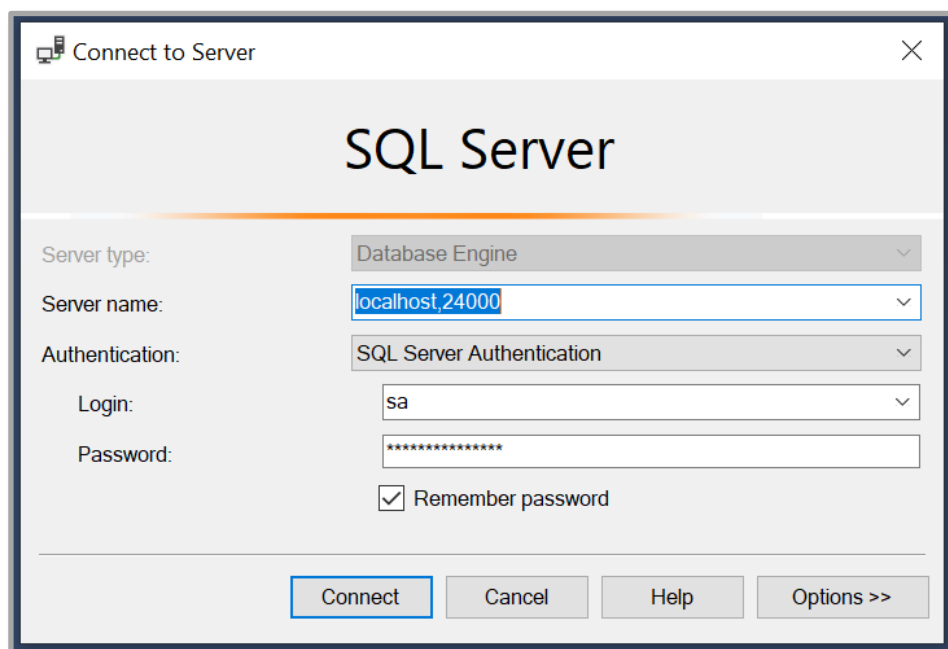 Connect to Server
SQL Server
Server type: Database Engine
Server name: localhost,24000
Authentication: SQL Server Authentication
Login: sa
Password: ***************
Remember password
Connect Cancel Help Options >>